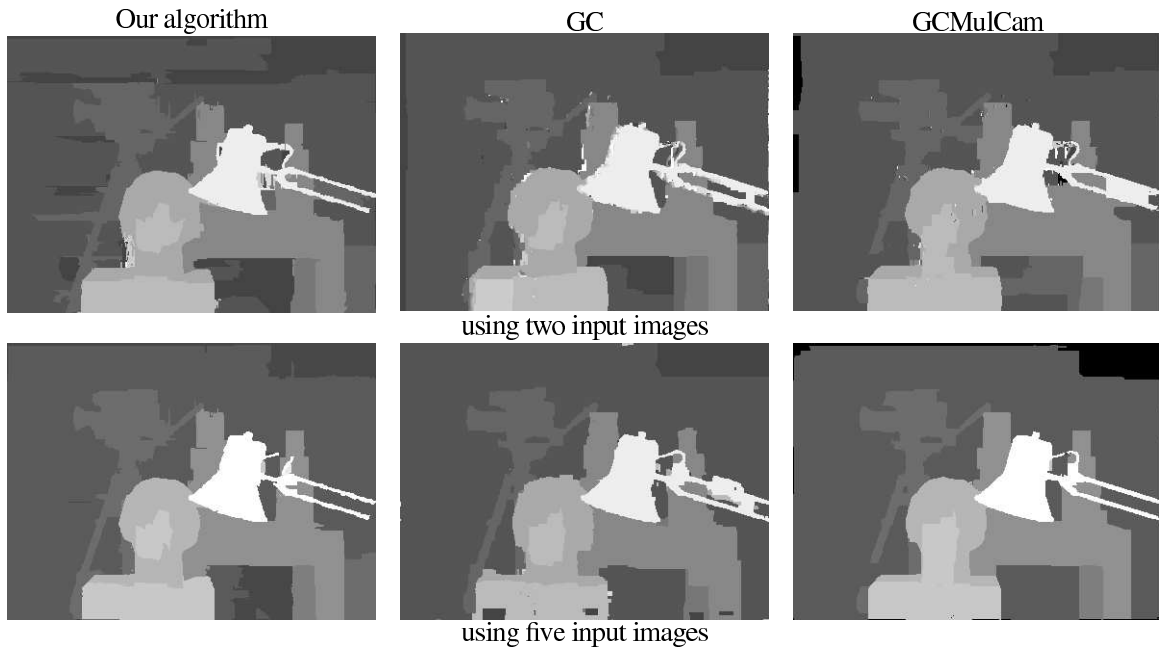 Our algorithm
GC
GCMulCam
using two input images
using five input images